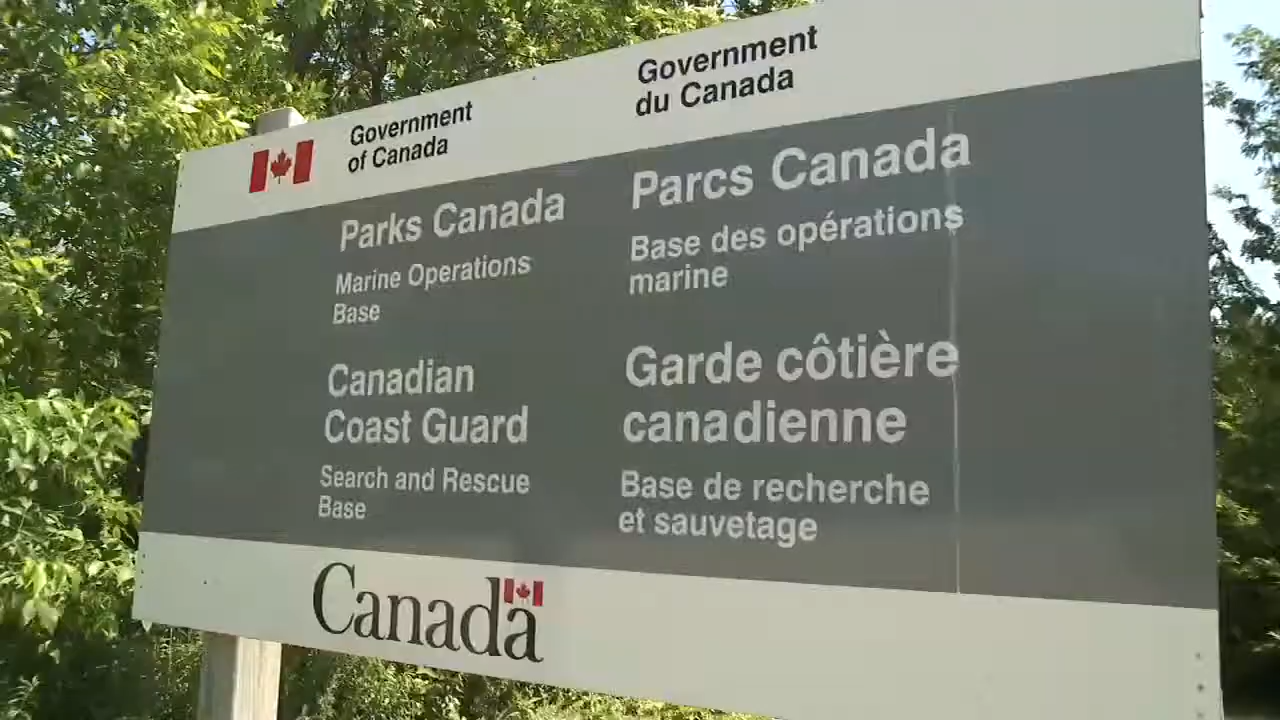 Government
of Canada
Government
du Canada
Parks Canada
Marine Operations
Base
Parcs Canada
Base des opérations
marine
Canadian
Coast Guard
Search and Rescue
Base
Garde côtière
canadienne
Base de recherche
et sauvetage
Canada